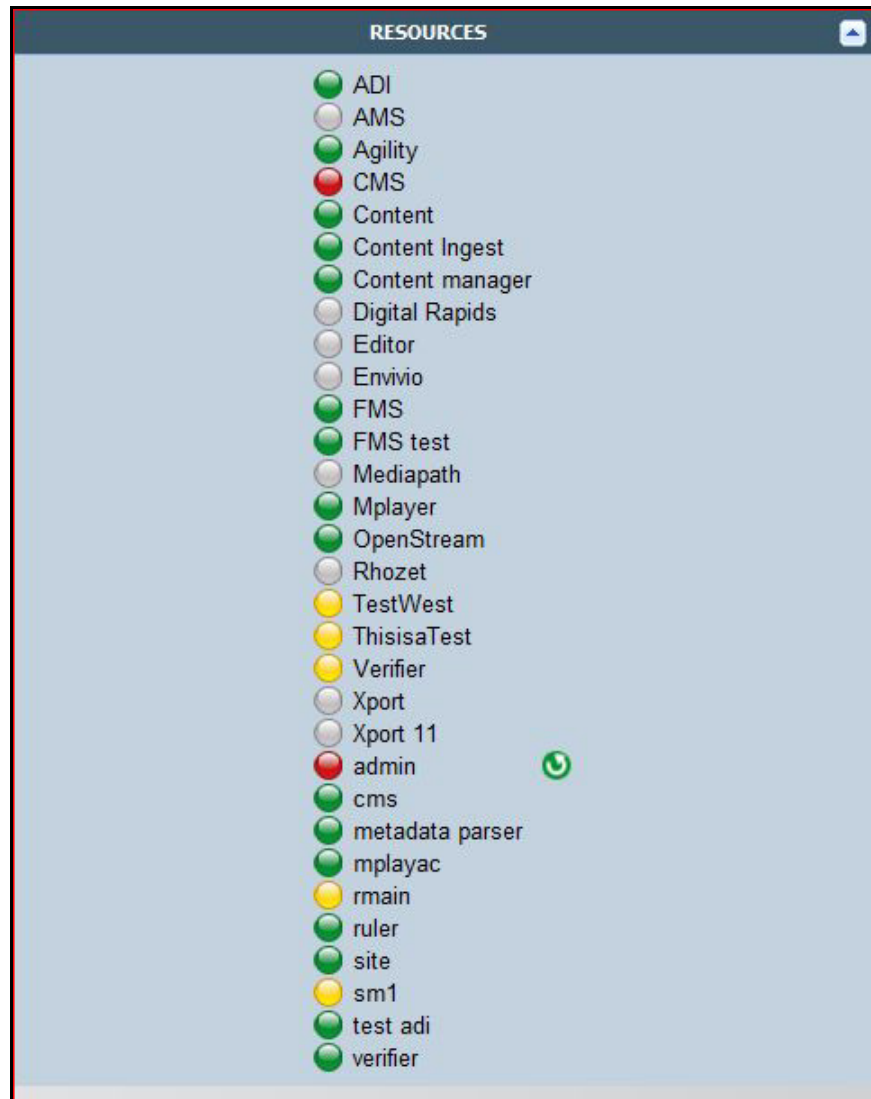 RESOURCES
ADI
AMS
Agility
CMS
Content
Content Ingest
Content manager
Digital Rapids
Editor
Envivio
FMS
FMS test
Mediapath
Mplayer
OpenStream
Rhozet
TestWest
ThisisaTest
Verifier
Xport
Xport 11
admin
cms
metadata parser
mplayac
rmain
ruler
site
sm1
test adi
verifier